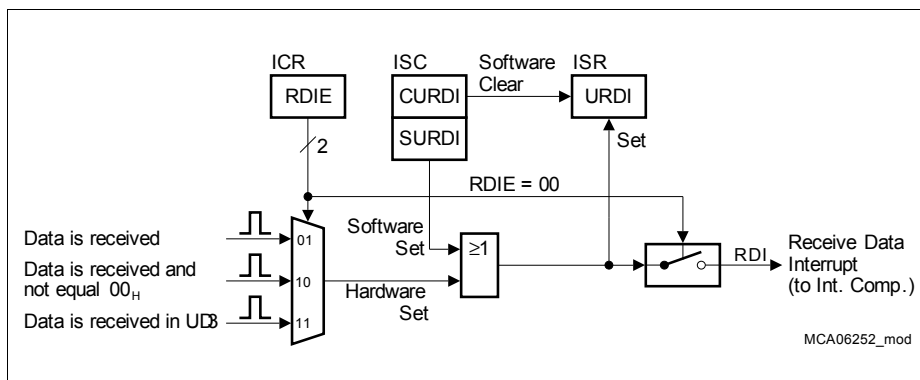 ICR
ISC
Software
Clear
ISR
RDIE
CURDI
URDI
SURDI
2
Set
RDIE = 00
Data is received
01
Software
Set
≥1
RDI
Receive Data
Interrupt
(to Int. Comp.)
Data is received and
not equal 00H
10
Hardware
Set
Data is received in UD3
11
MCA06252_mod